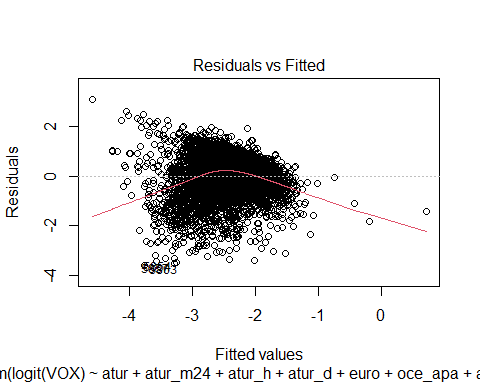 Residuals vs Fitted
Residuals
2
0
-2
-4
-4
-3
-2
-1
0
Fitted values
m(logit(VOX) ~ atur + atur_m24 + atur_h + atur_d + euro + oce_apa + a